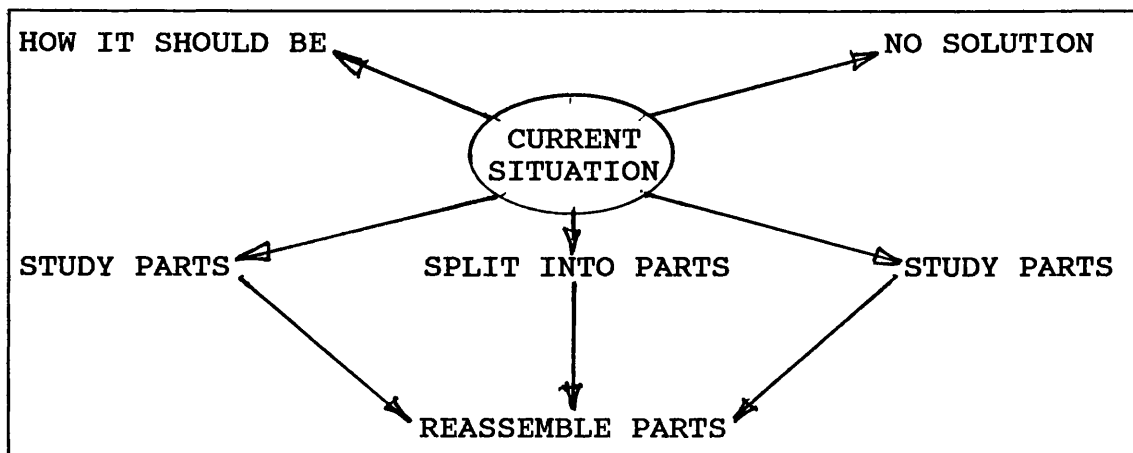 HOW IT SHOULD BE
NO SOLUTION
CURRENT
SITUATION
STUDY PARTS
SPLIT INTO PARTS
STUDY PARTS
REASSEMBLE PARTS